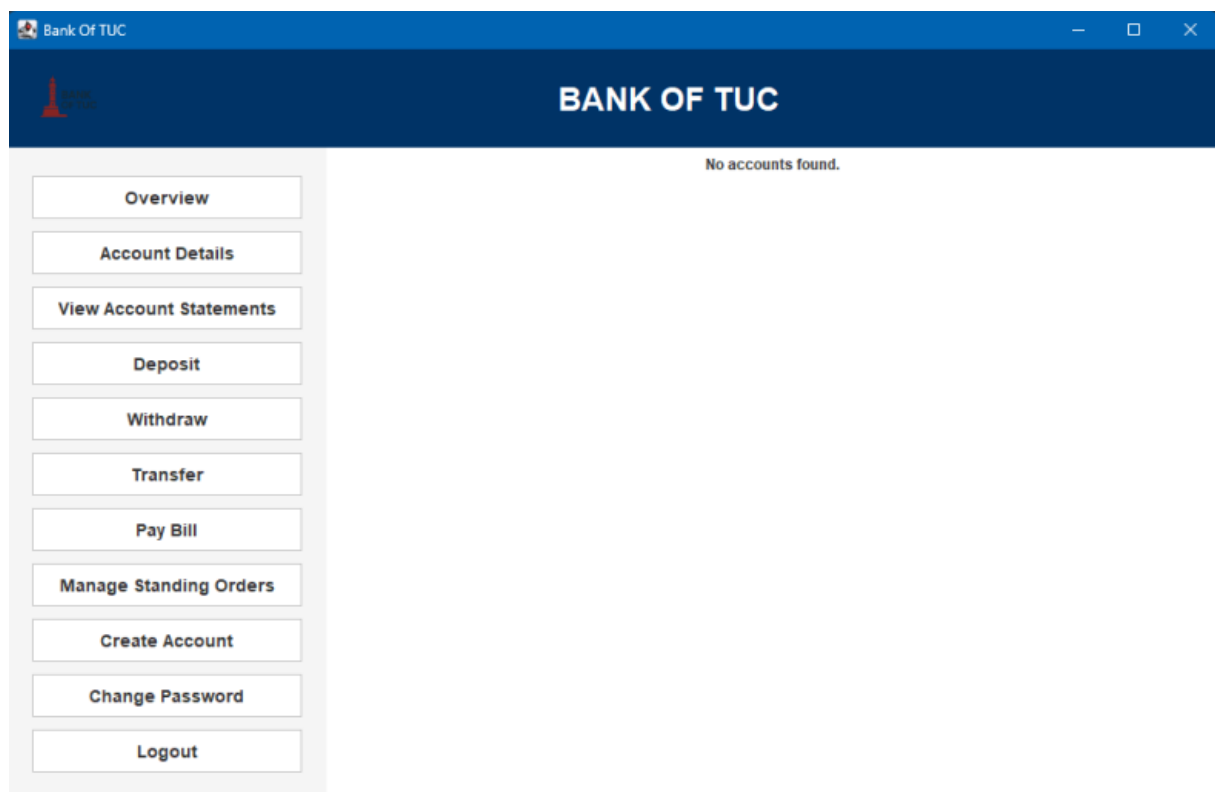 Bank Of TUC
BANK OF TUC
No accounts found.
Overview
Account Details
View Account Statements
Deposit
Withdraw
Transfer
Pay Bill
Manage Standing Orders
Create Account
Change Password
Logout